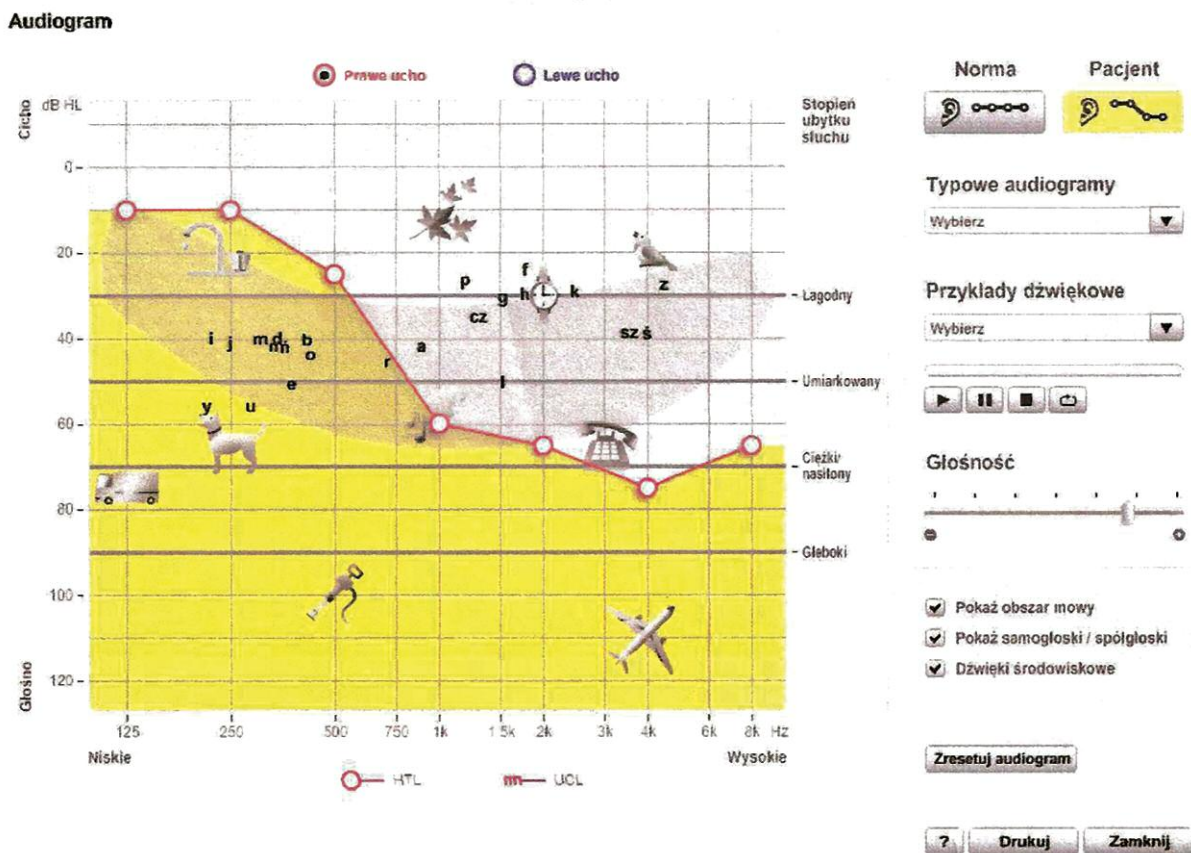 Audiogram
Prawe ucho
Lewe ucho
Cicho
dB HL
0
20
40
60
80
100
120
Głośno
Stopień
ubytku
słuchu
Łagodny
Umiarkowany
Ciężki/
nasilony
Głeboki
f
p
g
h
k
z
cz
sz ś
i
j
m
d
n
ń
b
o
a
r
e
l
y
u
125
250
500
750
1k
1.5k
2k
3k
4k
6k
8k
Hz
Niskie
Wysokie
HTL
UCL
Norma
Pacjent
Typowe audiogramy
Wybierz
Przykłady dźwiękowe
Wybierz
Głośność
Pokaż obszar mowy
Pokaż samogłoski / spółgłoski
Dźwięki środowiskowe
Zresetuj audiogram
?
Drukuj
Zamknij